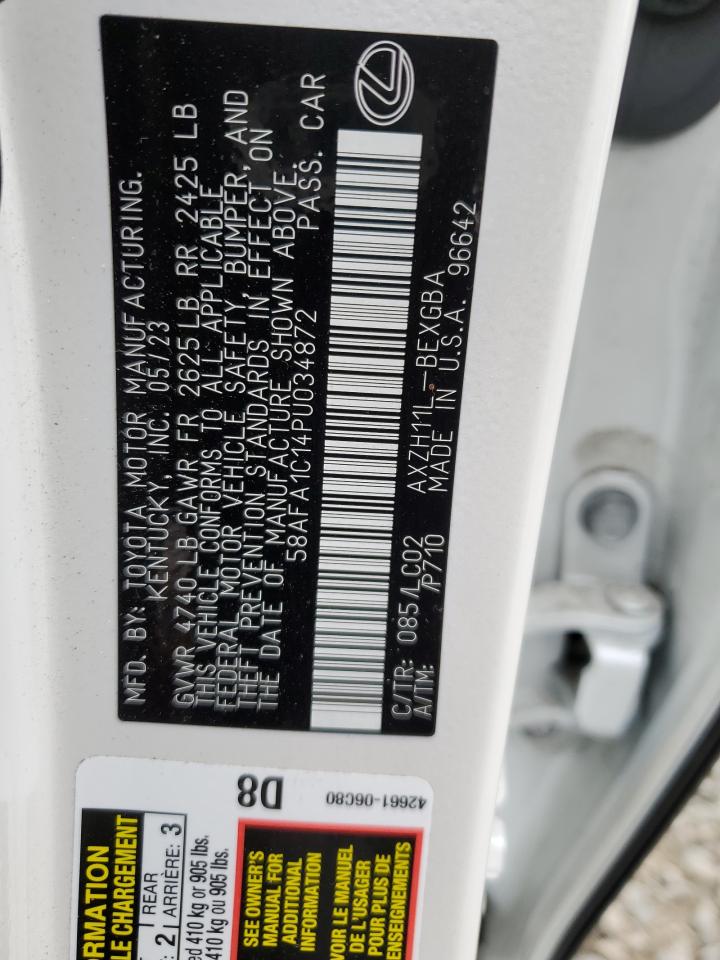 MFD. BY: TOYOTA MOTOR MANUFACTURING.
KENTUCKY, INC. 05/23
GVWR 4740 LB GAWR FR 2625 LB RR 2425 LB
THIS VEHICLE CONFORMS TO ALL APPLICABLE
FEDERAL MOTOR VEHICLE SAFETY, BUMPER, AND
THEFT PREVENTION STANDARDS IN EFFECT ON
THE DATE OF MANUFACTURE SHOWN ABOVE.
58AFA1C14PU034872 PASS. CAR
C/TR: 085/LC02 AXZH11L-BEXGBA
A/TM: /P710 MADE IN U.S.A. 96642
D8
42661-06C80
REAR
2 ARRIÈRE: 3
410 kg or 905 lbs.
410 kg ou 905 lbs.
SEE OWNER'S
MANUAL FOR
ADDITIONAL
INFORMATION
VOIR LE MANUEL
DE L'USAGER
POUR PLUS DE